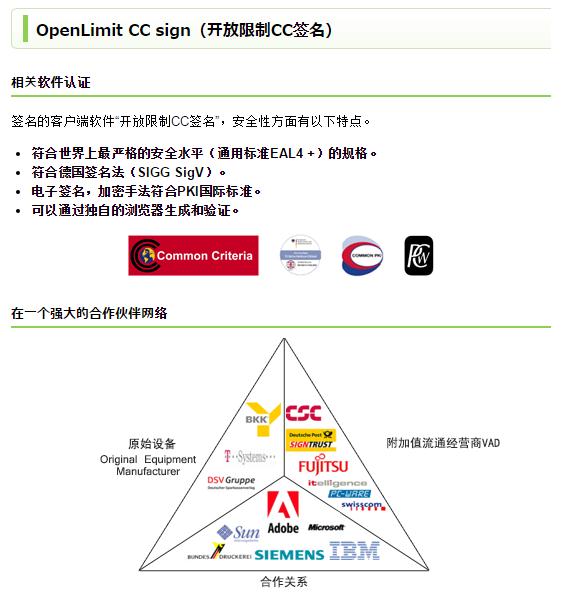 OpenLimit CC sign（开放限制CC签名）
相关软件认证
签名的客户端软件“开放限制CC签名”，安全性方面有以下特点。
• 符合世界上最严格的安全水平（通用标准EAL4 +）的规格。
• 符合德国签名法（SIGG SigV）。
• 电子签名，加密手法符合PKI国际标准。
• 可以通过独自的浏览器生成和验证。
Common Criteria
COMMON PKI
在一个强大的合作伙伴网络
BKK
CSC
Deutsche Post
SIGNTRUST
原始设备
Original Equipment
Manufacturer
附加值流通经营商VAD
T··Systems···
FUJITSU
DSV Gruppe
Deutscher Sparkassenverlag
itelligence
PC-WARE
swisscom
Adobe
Microsoft
Sun
microsystems
BUNDES DRUCKEREI
SIEMENS
IBM
合作关系